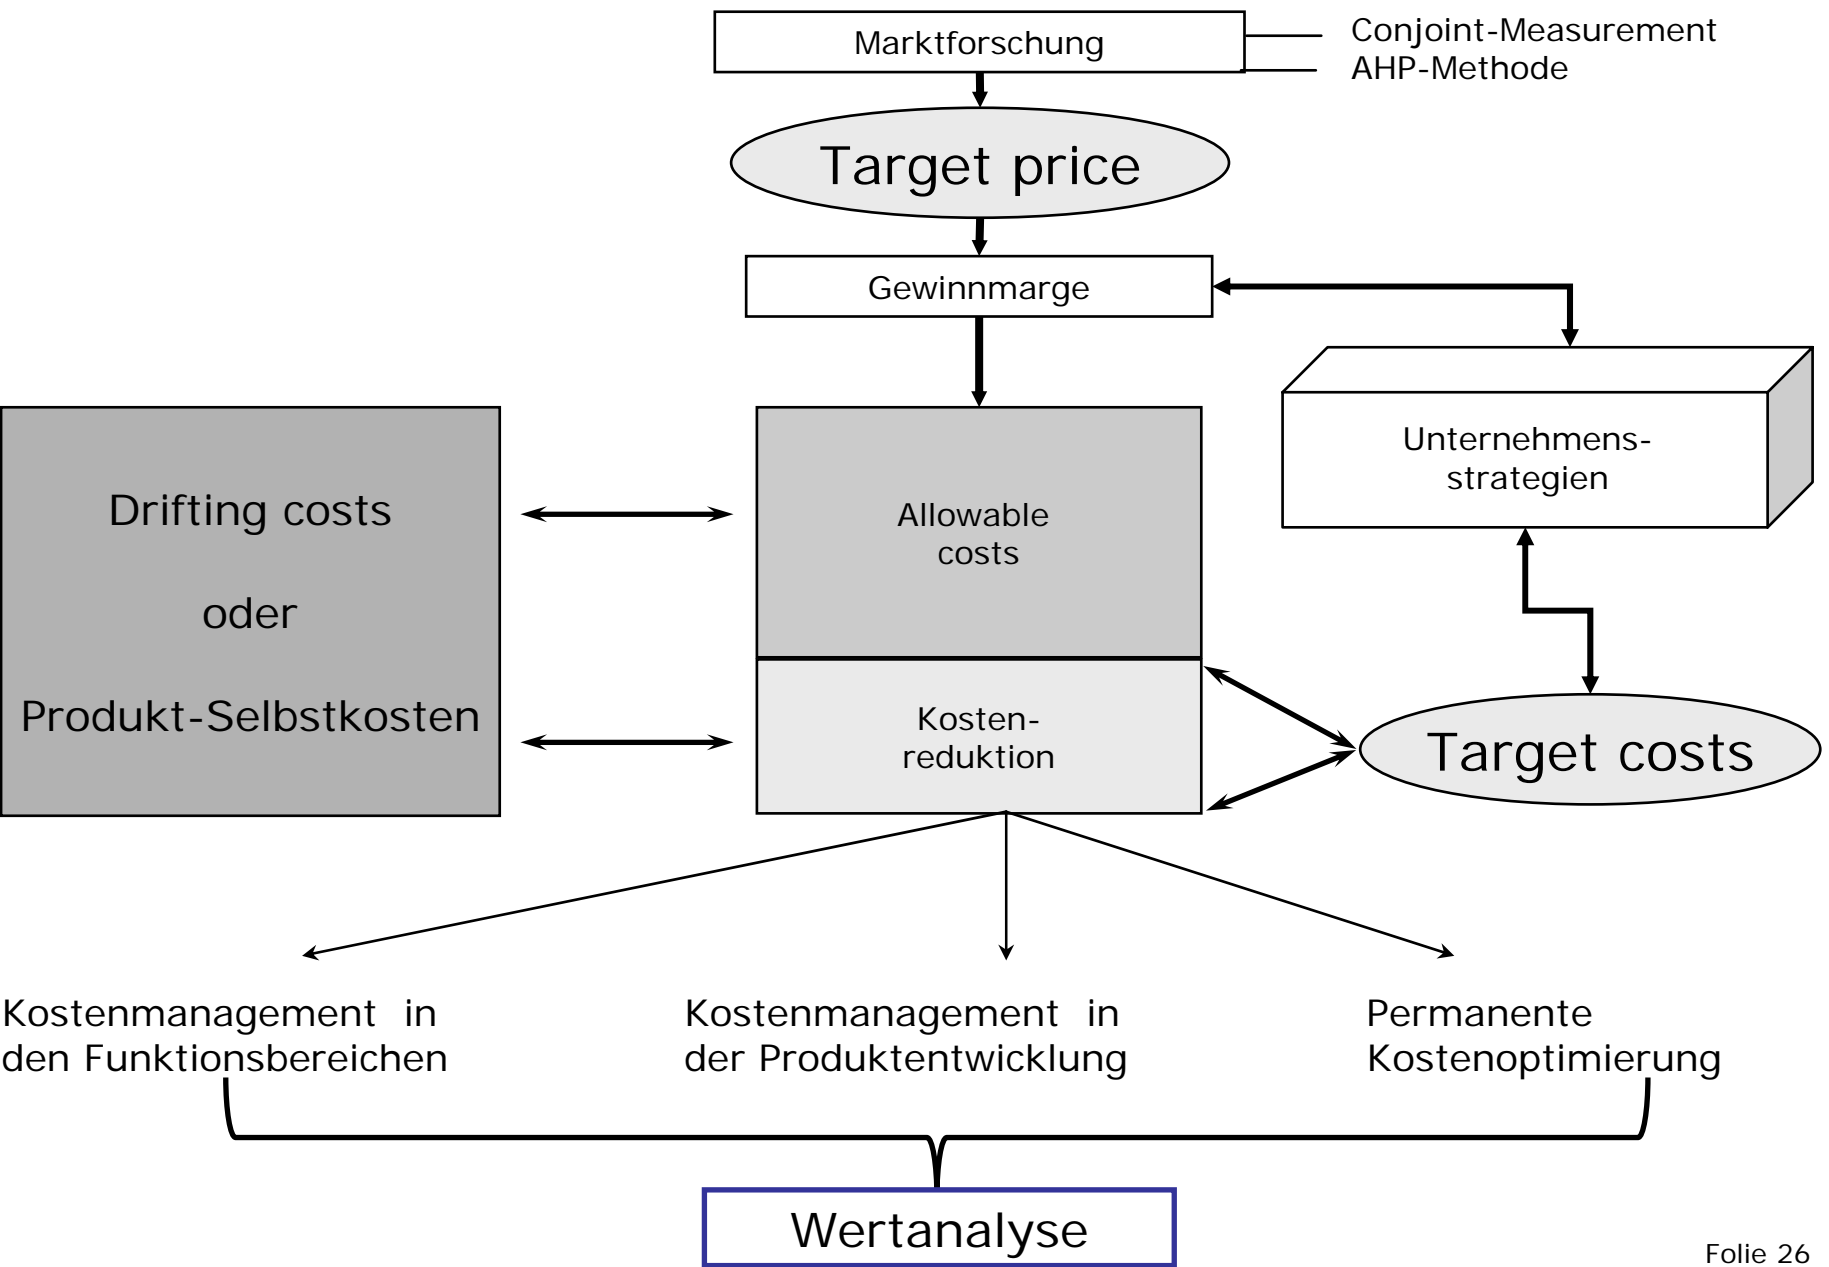 Marktforschung
Conjoint-Measurement
AHP-Methode
Target price
Gewinnmarge
Unternehmens-
strategien
Drifting costs
oder
Produkt-Selbstkosten
Allowable
costs
Kosten-
reduktion
Target costs
Kostenmanagement in
den Funktionsbereichen
Kostenmanagement in
der Produktentwicklung
Permanente
Kostenoptimierung
Wertanalyse
Folie 26